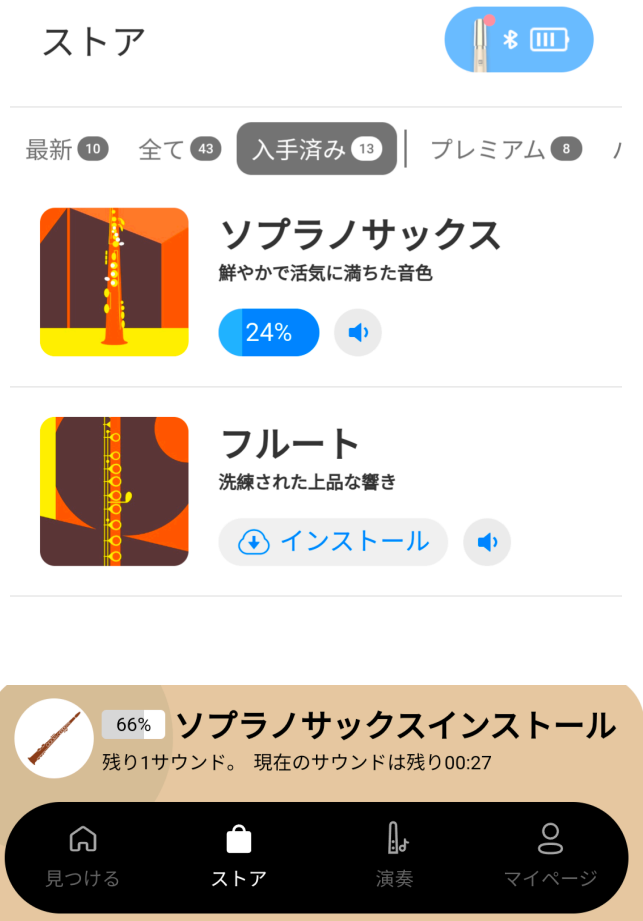 ストア
最新 10 全て 43 入手済み 13 プレミアム 8
ソプラノサックス
鮮やかで活気に満ちた音色
24%
フルート
洗練された上品な響き
インストール
66% ソプラノサックスインストール
残り1サウンド。 現在のサウンドは残り00:27
見つける ストア 演奏 マイページ